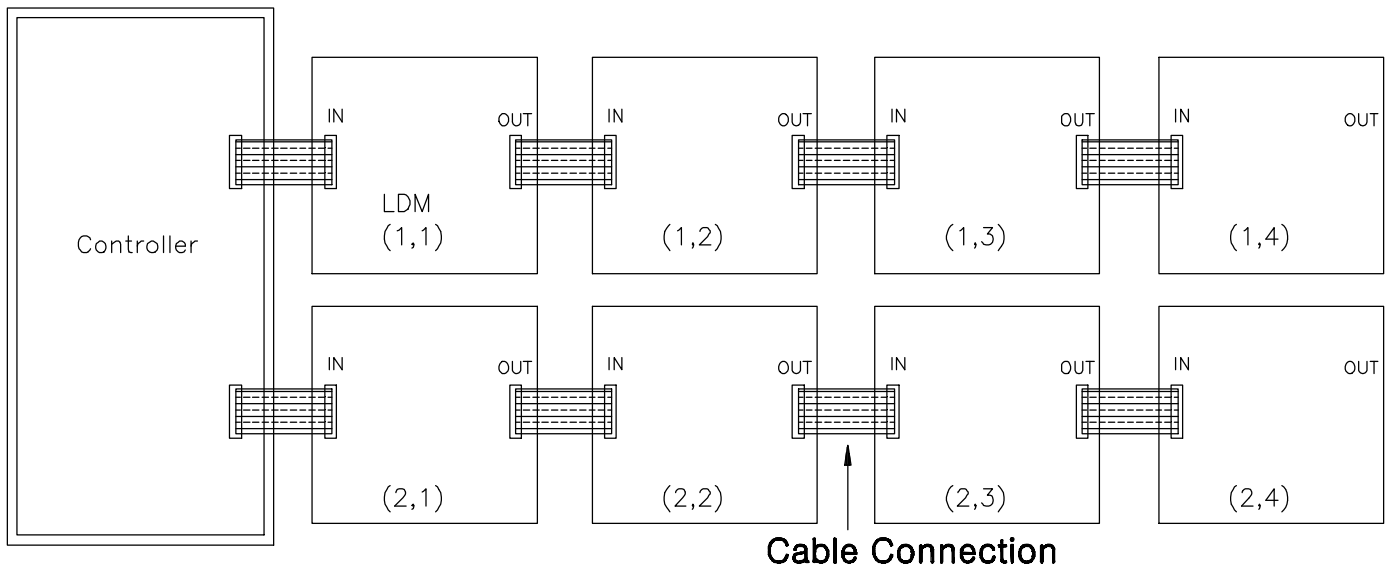 IN OUT IN OUT IN OUT IN OUT
LDM
Controller (1,1) (1,2) (1,3) (1,4)
IN OUT IN OUT IN OUT IN OUT
(2,1) (2,2) (2,3) (2,4)
Cable Connection